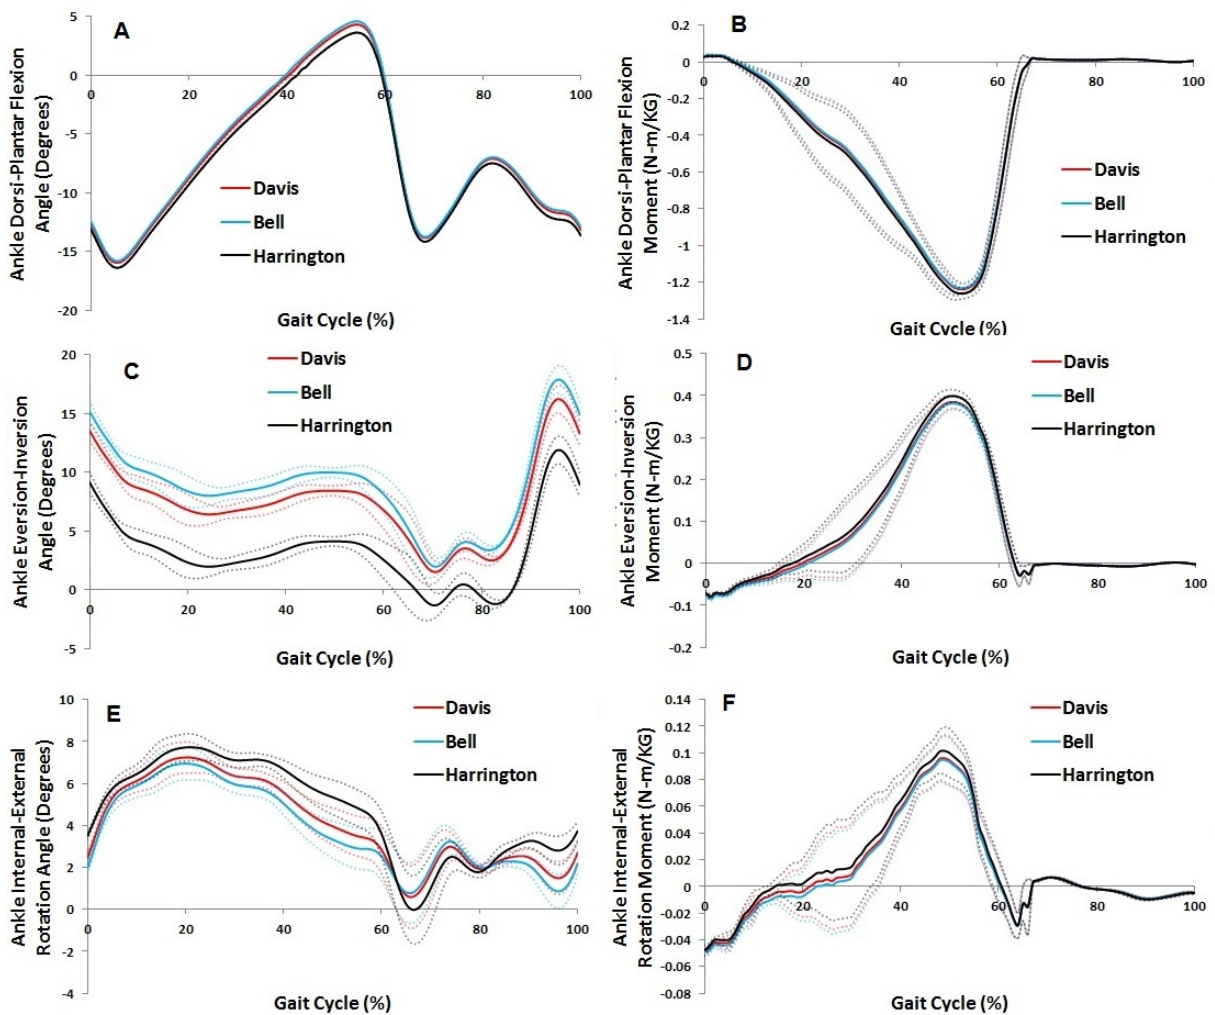 A
Ankle Dorsi-Plantar Flexion
Angle (Degrees)
5
0
-5
-10
-15
-20
0
20
40
60
80
100
Davis
Bell
Harrington
Gait Cycle (%)
B
Ankle Dorsi-Plantar Flexion
Moment (N-m/KG)
0.2
0
-0.2
-0.4
-0.6
-0.8
-1
-1.2
-1.4
0
20
40
60
80
100
Davis
Bell
Harrington
Gait Cycle (%)
C
Ankle Eversion-Inversion
Angle (Degrees)
20
15
10
5
0
-5
0
20
40
60
80
100
Davis
Bell
Harrington
Gait Cycle (%)
D
Ankle Eversion-Inversion
Moment (N-m/KG)
0.5
0.4
0.3
0.2
0.1
0
-0.1
-0.2
0
20
40
60
80
100
Davis
Bell
Harrington
Gait Cycle (%)
E
Ankle Internal-External
Rotation Angle (Degrees)
10
8
6
4
2
0
-2
-4
0
20
40
60
80
100
Davis
Bell
Harrington
Gait Cycle (%)
F
Ankle Internal-External
Rotation Moment (N-m/KG)
0.14
0.12
0.1
0.08
0.06
0.04
0.02
0
-0.02
-0.04
-0.06
-0.08
0
20
40
60
80
100
Davis
Bell
Harrington
Gait Cycle (%)